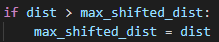 if dist > max_shifted_dist:
    max_shifted_dist = dist